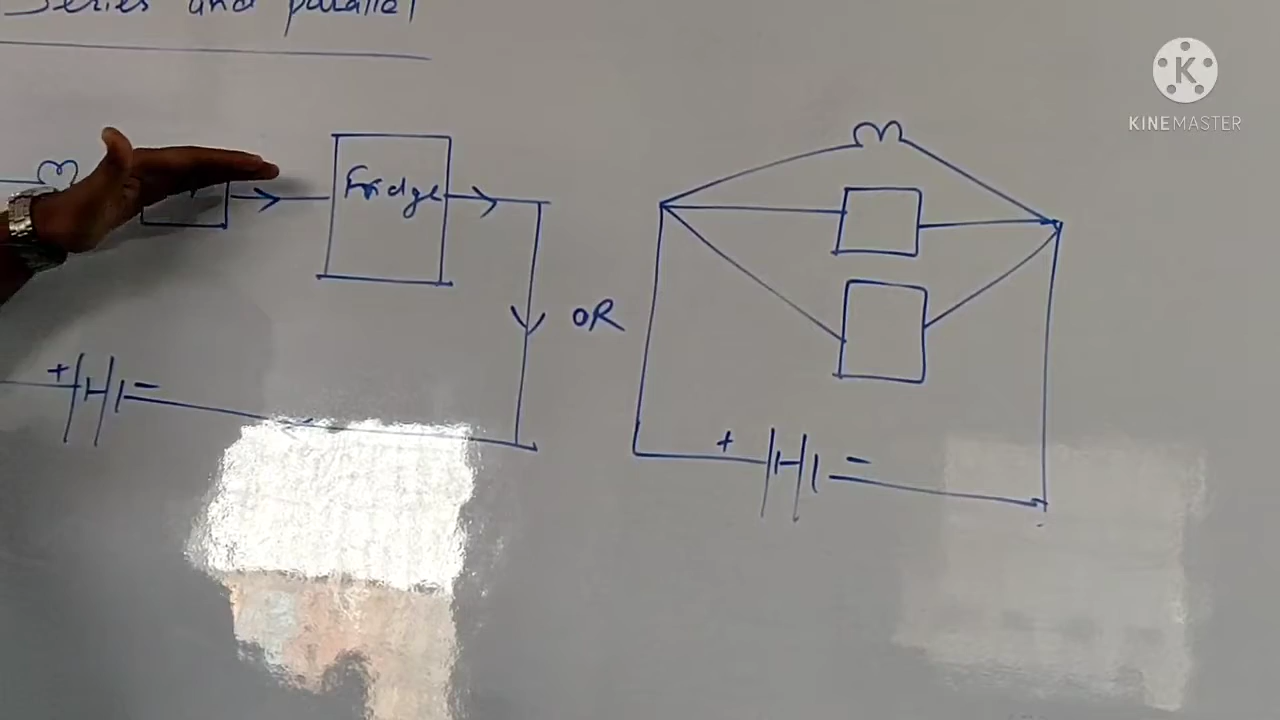 Series and parallel
K
KINEMASTER
Fridge
OR
+ -
+ -